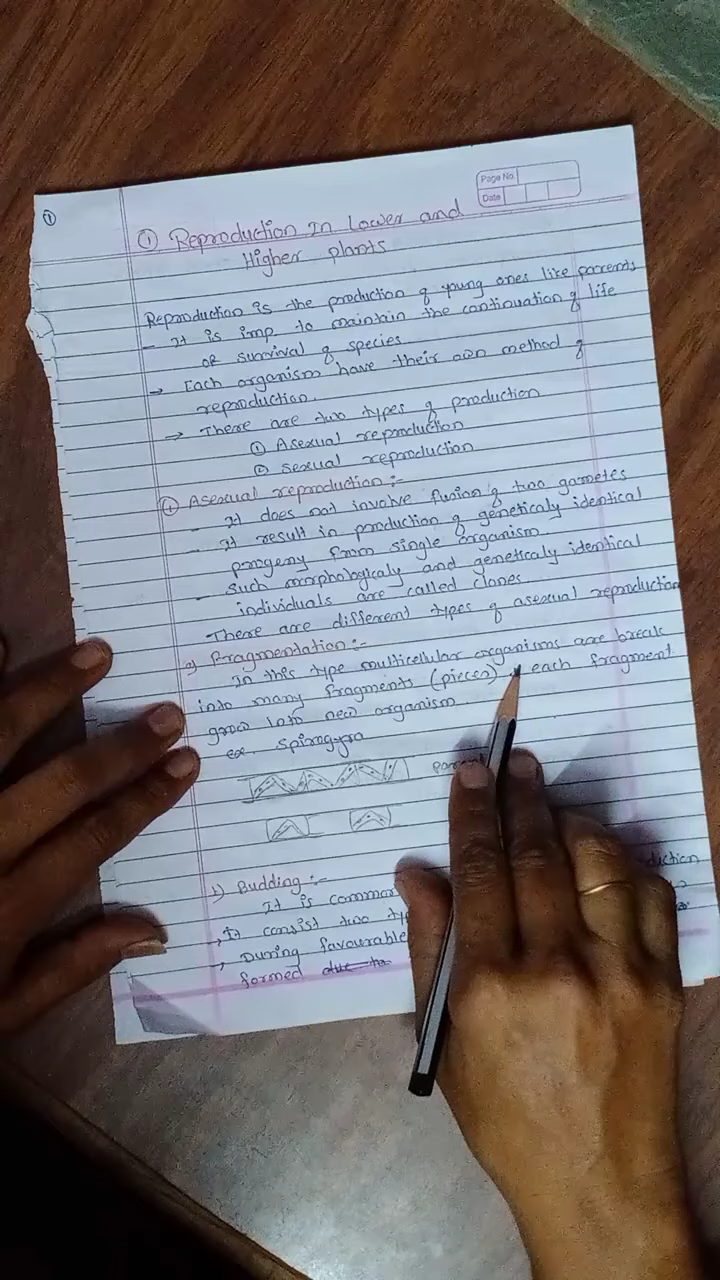 ①
Page No.
Date
① Reproduction In Lower and
Higher plants
Reproduction is the production of young ones like parents
- It is imp to maintain the continuation of life
or survival of species.
→ Each organism have their own method of
reproduction.
→ There are two types of production
① Asexual reproduction
② Sexual reproduction
① Asexual reproduction :-
- It does not involve fusion of two gametes
- It result in production of geneticaly identical
progeny from single organism
- Such morphologicaly and geneticaly identical
individuals are called clones
There are different types of asexual reproduction
a) Fragmentation :-
In this type multicellular organisms are break
into many fragments (pieces) each fragment
grow into new organism.
ex. Spirogyra
b) Budding :-
It is common
→ It consist two
→ During favourable
formed due to